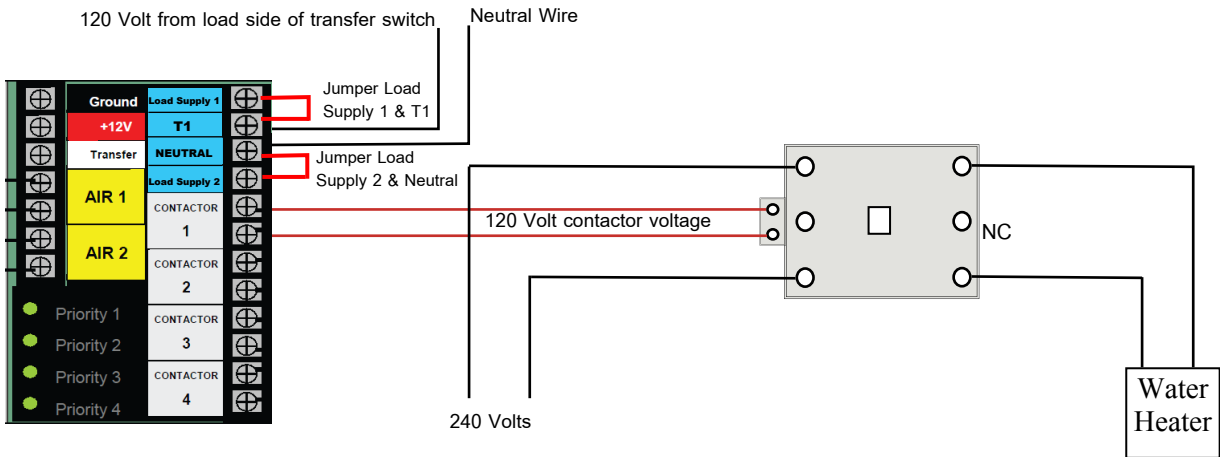 120 Volt from load side of transfer switch
Neutral Wire
Jumper Load
Supply 1 & T1
Jumper Load
Supply 2 & Neutral
Ground
+12V
Transfer
AIR 1
AIR 2
Priority 1
Priority 2
Priority 3
Priority 4
Load Supply 1
T1
NEUTRAL
Load Supply 2
CONTACTOR
1
CONTACTOR
2
CONTACTOR
3
CONTACTOR
4
120 Volt contactor voltage
NC
240 Volts
Water
Heater